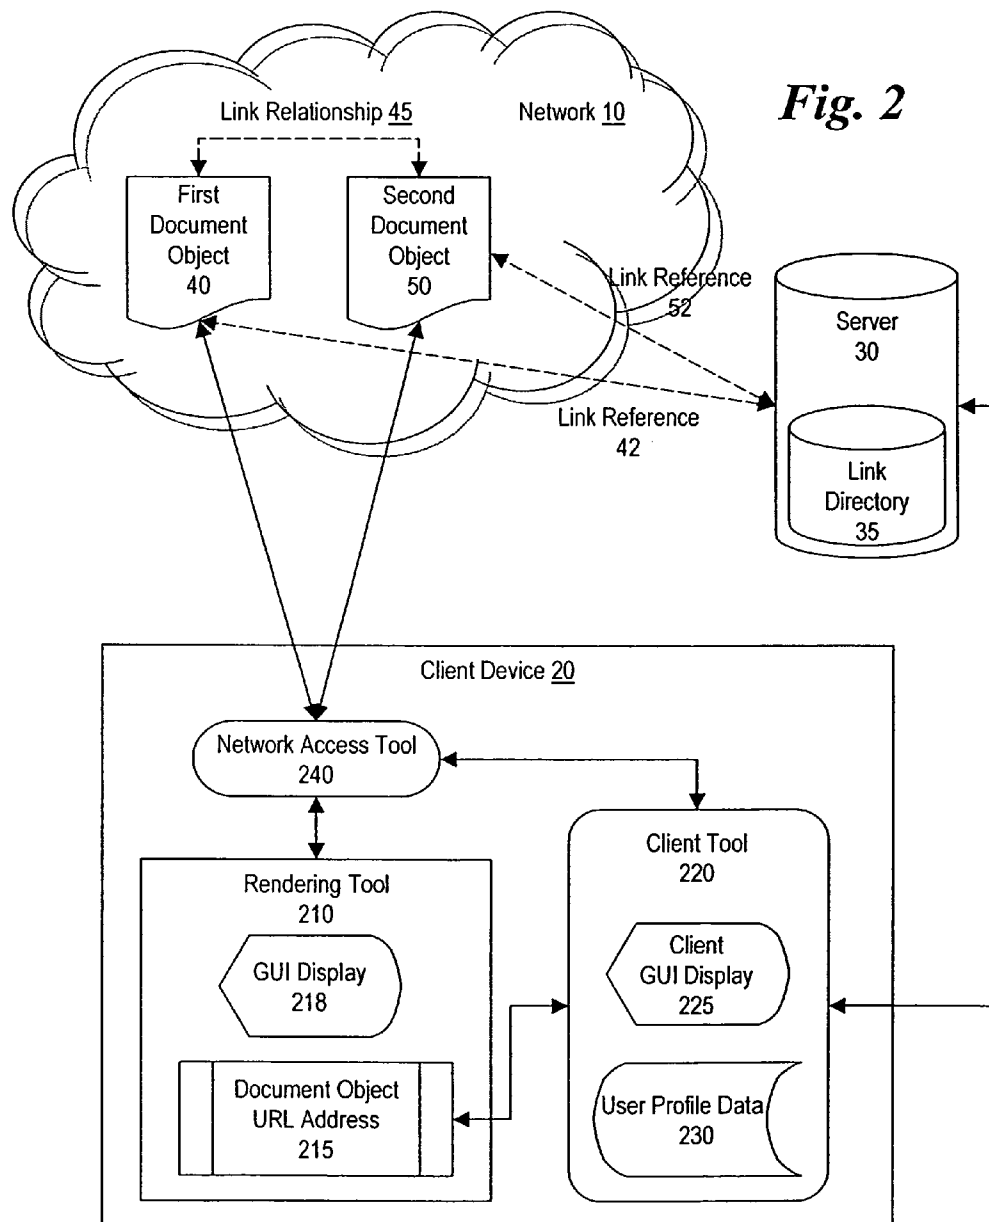 Fig. 2
Link Relationship 45
Network 10
First
Document
Object
40
Second
Document
Object
50
Link Reference
52
Server
30
Link Reference
42
Link
Directory
35
Client Device 20
Network Access Tool
240
Client Tool
220
Rendering Tool
210
GUI Display
218
Client
GUI Display
225
Document Object
URL Address
215
User Profile Data
230